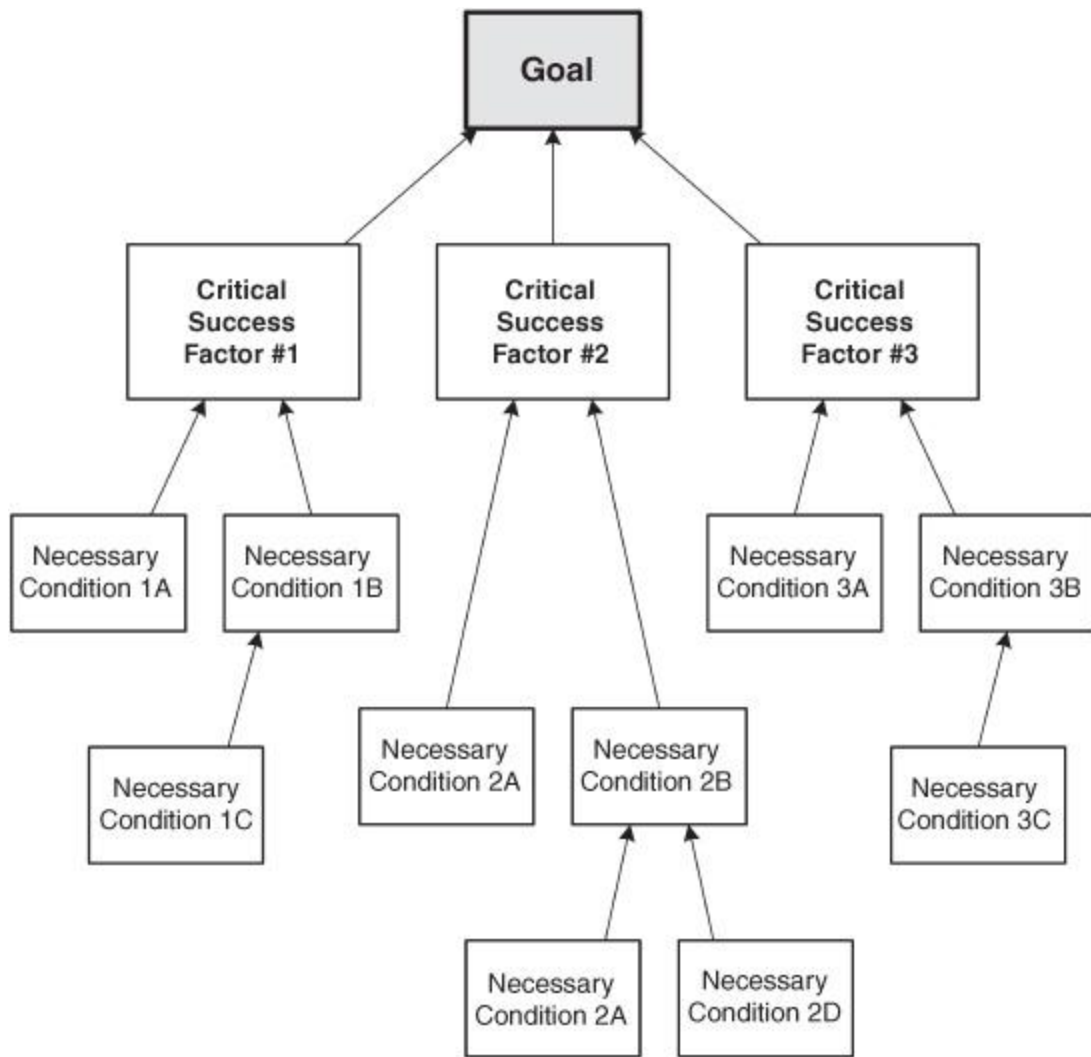 Goal
Critical
Success
Factor #1
Critical
Success
Factor #2
Critical
Success
Factor #3
Necessary
Condition 1A
Necessary
Condition 1B
Necessary
Condition 3A
Necessary
Condition 3B
Necessary
Condition 1C
Necessary
Condition 2A
Necessary
Condition 2B
Necessary
Condition 3C
Necessary
Condition 2A
Necessary
Condition 2D